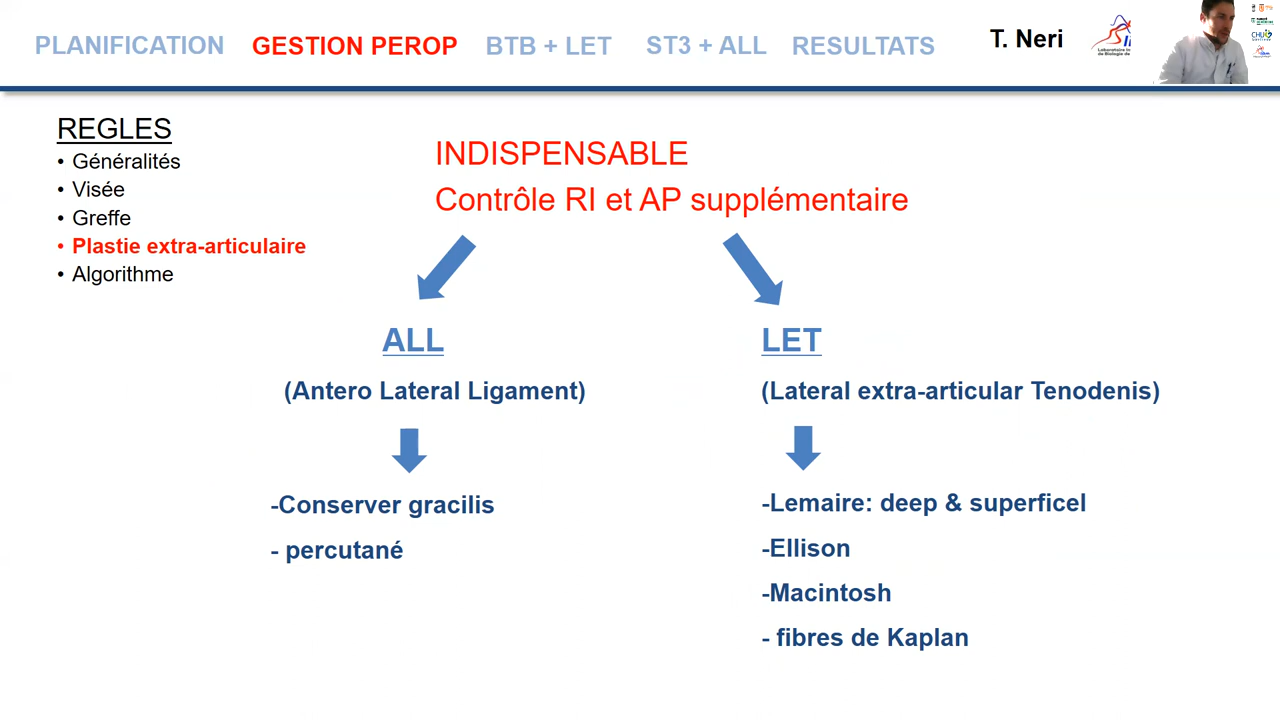 PLANIFICATION GESTION PEROP BTB + LET ST3 + ALL RESULTATS T. Neri
REGLES
• Généralités
• Visée
• Greffe
• Plastie extra-articulaire
• Algorithme
INDISPENSABLE
Contrôle RI et AP supplémentaire
ALL
(Antero Lateral Ligament)
-Conserver gracilis
- percutané
LET
(Lateral extra-articular Tenodenis)
-Lemaire: deep & superficel
-Ellison
-Macintosh
- fibres de Kaplan